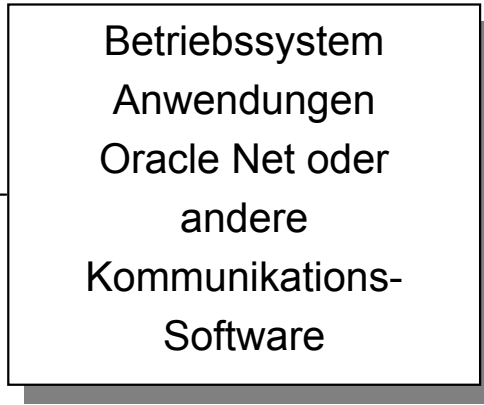 Betriebssystem
Anwendungen
Oracle Net oder
andere
Kommunikations-
Software